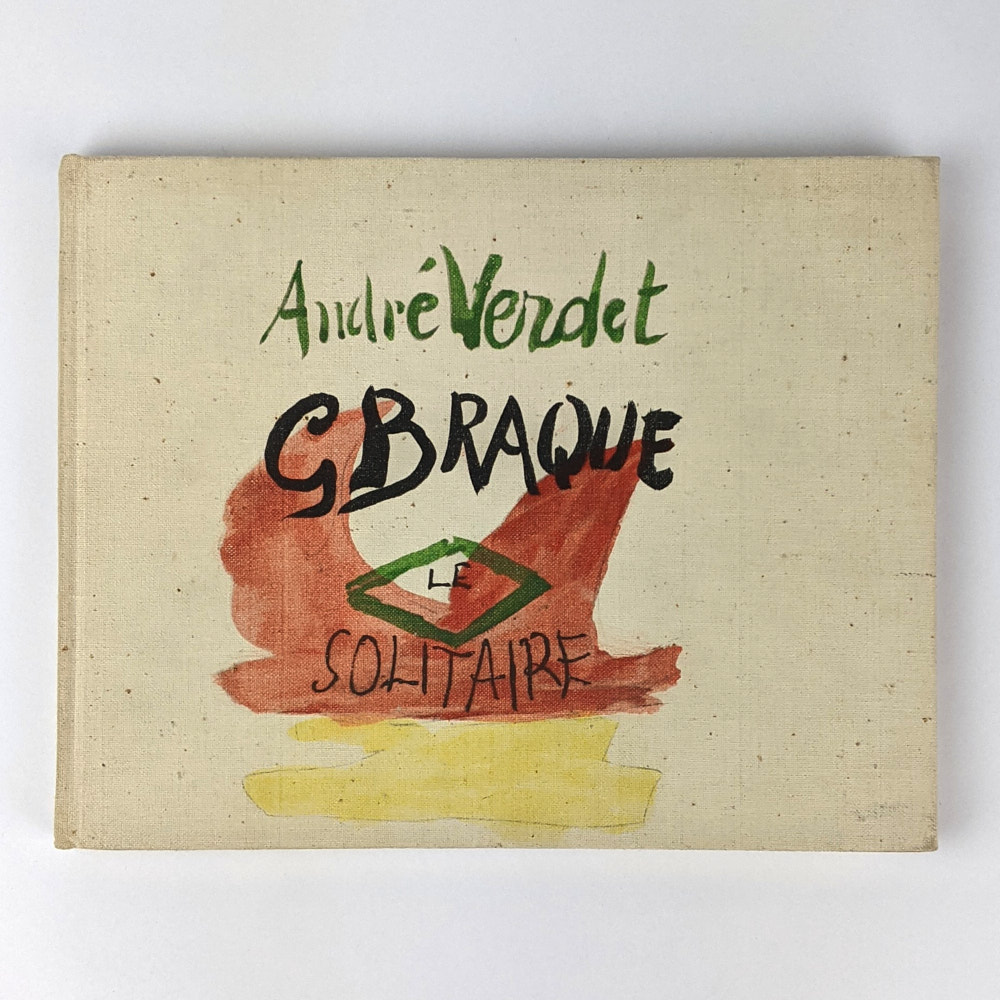 André Verdet
G BRAQUE
LE
SOLITAIRE